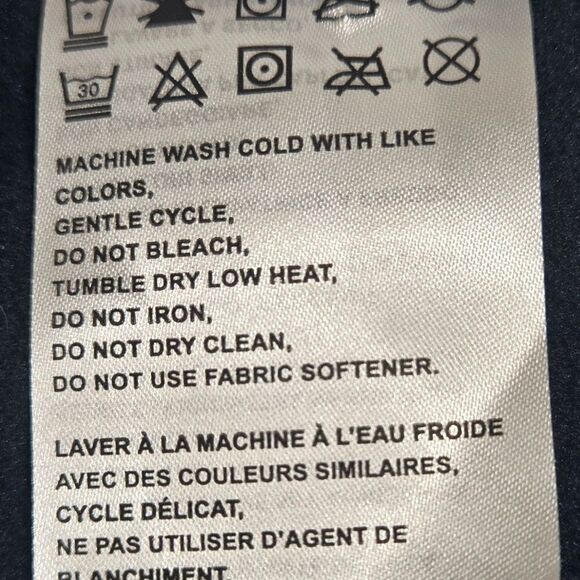 30
MACHINE WASH COLD WITH LIKE
COLORS,
GENTLE CYCLE,
DO NOT BLEACH,
TUMBLE DRY LOW HEAT,
DO NOT IRON,
DO NOT DRY CLEAN,
DO NOT USE FABRIC SOFTENER.
LAVER À LA MACHINE À L'EAU FROIDE
AVEC DES COULEURS SIMILAIRES,
CYCLE DÉLICAT,
NE PAS UTILISER D'AGENT DE
BLANCHIMENT